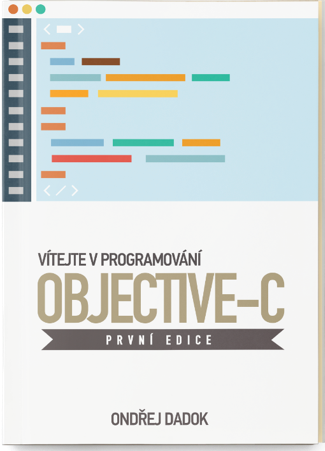 VÍTEJTE V PROGRAMOVÁNÍ
OBJECTIVE-C
PRVNÍ EDICE
ONDŘEJ DADOK